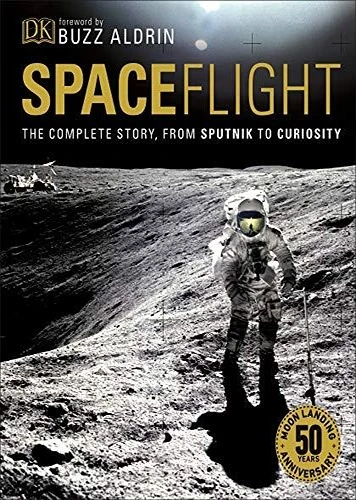 DK
foreword by
BUZZ ALDRIN
SPACEFLIGHT
THE COMPLETE STORY, FROM SPUTNIK TO CURIOSITY
MOON LANDING
50
YEARS
ANNIVERSARY